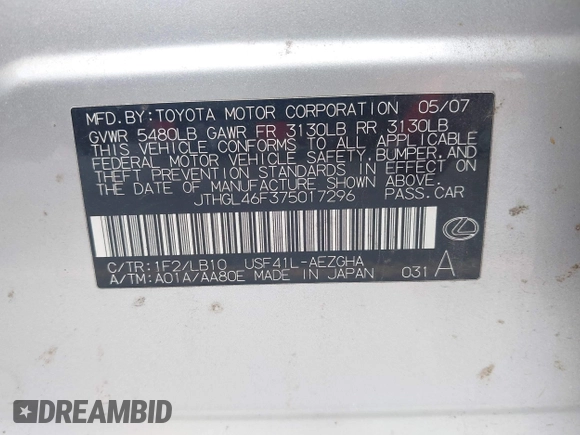 MFD.BY:TOYOTA MOTOR CORPORATION 05/07
GVWR 5480LB GAWR FR 3130LB RR 3130LB
THIS VEHICLE CONFORMS TO ALL APPLICABLE
FEDERAL MOTOR VEHICLE SAFETY,BUMPER,AND
THEFT PREVENTION STANDARDS IN EFFECT ON
THE DATE OF MANUFACTURE SHOWN ABOVE.
JTHGL46F375017296 PASS.CAR
C/TR:1F2/LB10 USF41L-AEZGHA
A/TM:A01A/AA80E MADE IN JAPAN 031 A
DREAMBID